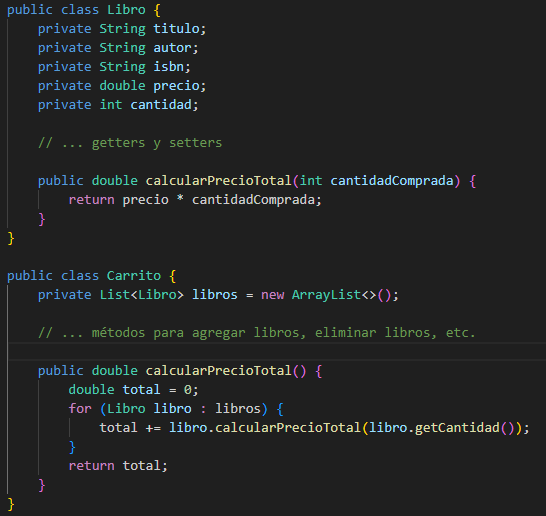 public class Libro {
    private String titulo;
    private String autor;
    private String isbn;
    private double precio;
    private int cantidad;

    // ... getters y setters

    public double calcularPrecioTotal(int cantidadComprada) {
        return precio * cantidadComprada;
    }
}

public class Carrito {
    private List<Libro> libros = new ArrayList<>();

    // ... métodos para agregar libros, eliminar libros, etc.

    public double calcularPrecioTotal() {
        double total = 0;
        for (Libro libro : libros) {
            total += libro.calcularPrecioTotal(libro.getCantidad());
        }
        return total;
    }
}